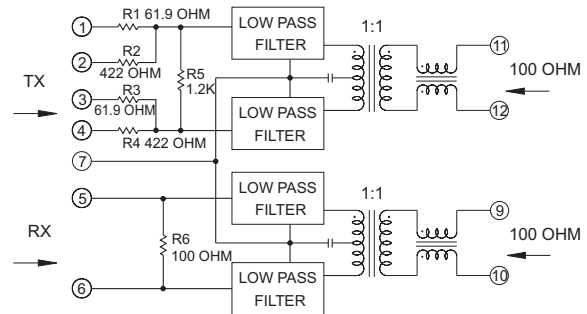 1
R1 61.9 OHM
LOW PASS
FILTER
1:1
11
2
R2
422 OHM
R5
1.2K
TX
3
R3
61.9 OHM
100 OHM
12
4
R4 422 OHM
LOW PASS
FILTER
7
5
LOW PASS
FILTER
1:1
9
RX
R6
100 OHM
100 OHM
6
LOW PASS
FILTER
10